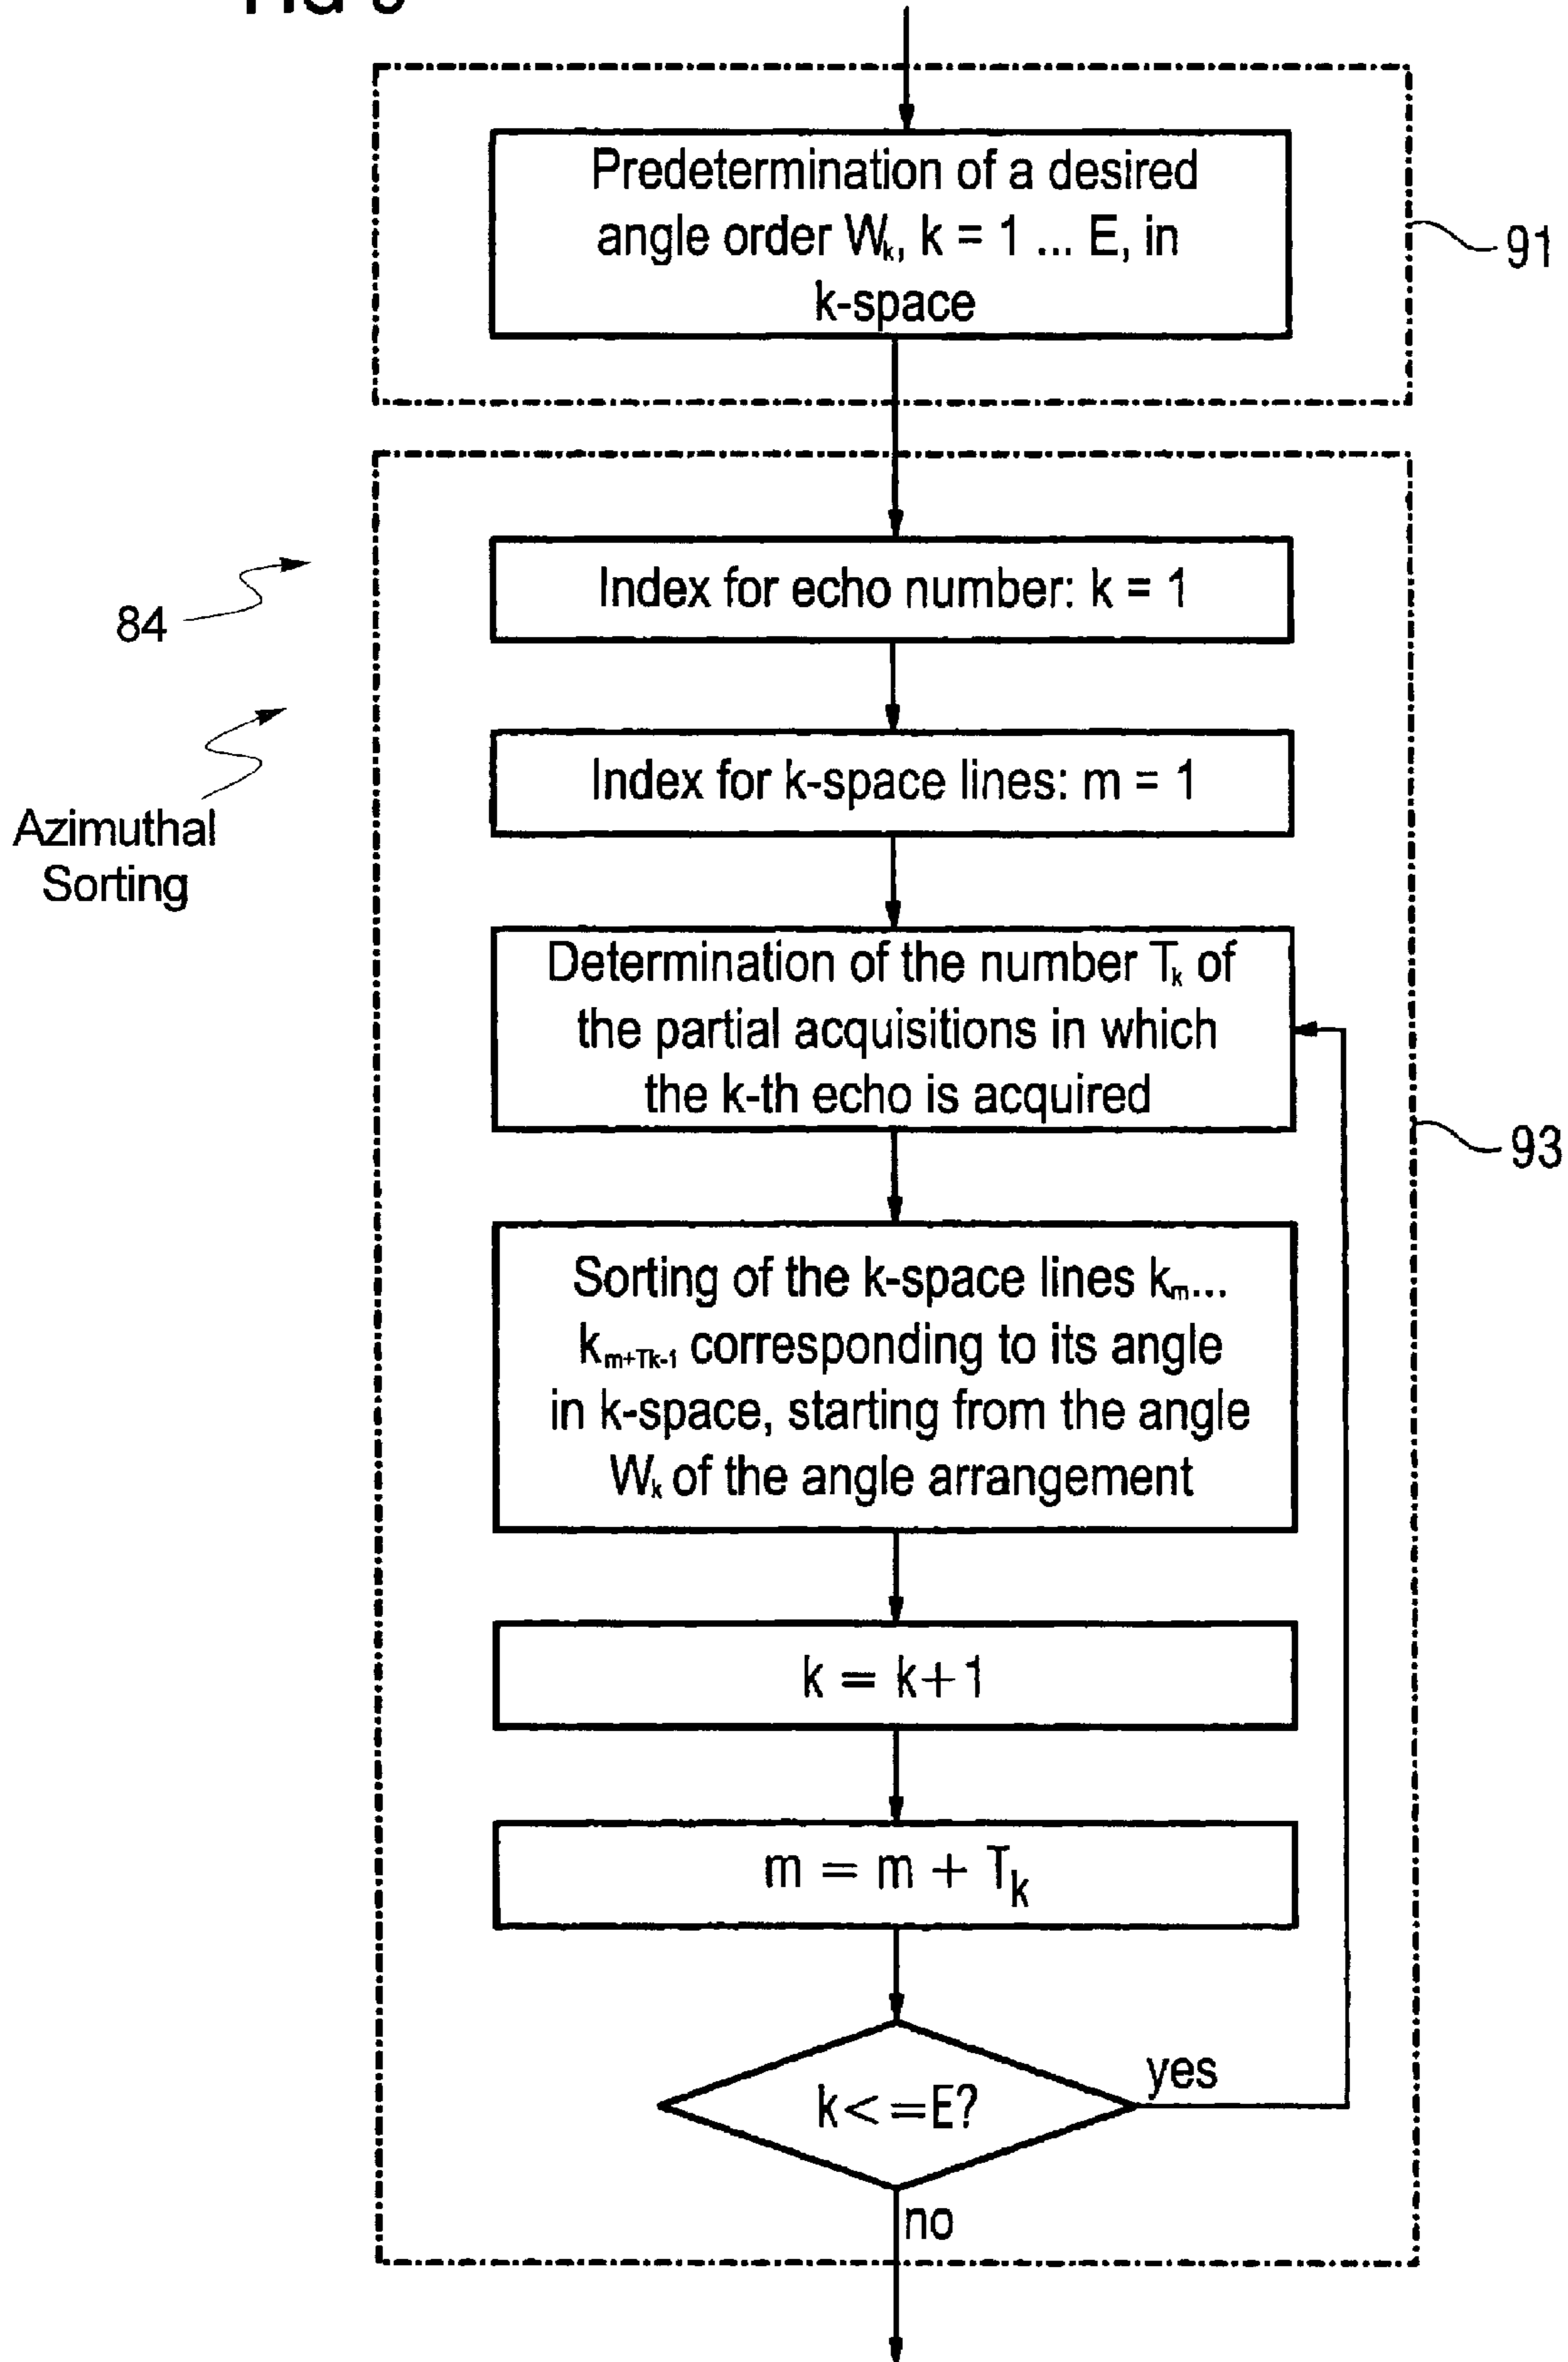 Predetermination of a desired
angle order Wk, k = 1 ... E, in
k-space
91
Index for echo number: k = 1
84
Index for k-space lines: m = 1
Azimuthal
Sorting
Determination of the number Tk of
the partial acquisitions in which
the k-th echo is acquired
93
Sorting of the k-space lines km...
km+Tk-1 corresponding to its angle
in k-space, starting from the angle
Wk of the angle arrangement
k = k+1
m = m + Tk
yes
k<=E?
no